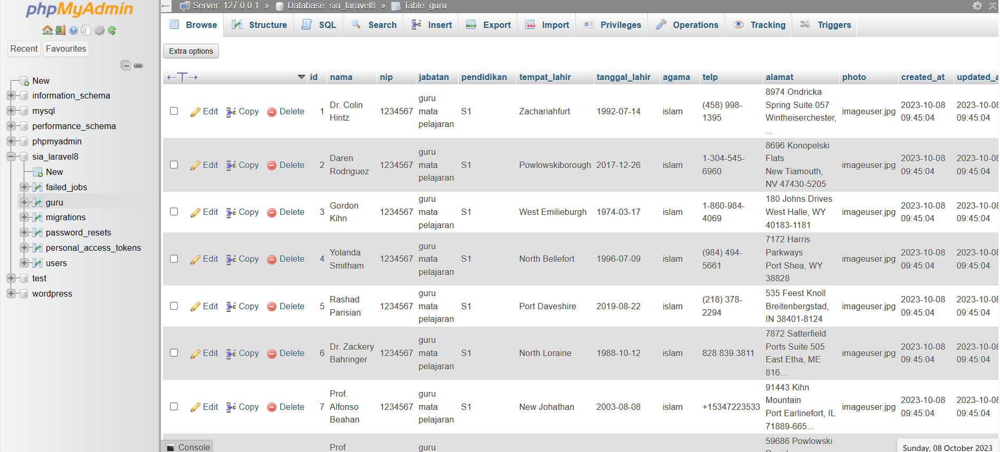 phpMyAdmin
Recent Favourites
New
information_schema
mysql
performance_schema
phpmyadmin
sia_laravel8
New
failed_jobs
guru
migrations
password_resets
personal_access_tokens
users
test
wordpress
Server: 127.0.0.1 » Database: sia_laravel8 » Table: guru
Browse Structure SQL Search Insert Export Import Privileges Operations Tracking Triggers
Extra options
id nama nip jabatan pendidikan tempat_lahir tanggal_lahir agama telp alamat photo created_at updated_a
Edit Copy Delete 1 Dr. Colin Hintz 1234567 guru mata pelajaran S1 Zachariahfurt 1992-07-14 islam (458) 998-1395 8974 Ondricka Spring Suite 057 Wintheiserchester, ... imageuser.jpg 2023-10-08 09:45:04 2023-10-08 09:45:04
Edit Copy Delete 2 Daren Rodriguez 1234567 guru mata pelajaran S1 Powlowskiborough 2017-12-26 islam 1-304-545-6960 8696 Konopelski Flats New Tiamouth, NV 47430-5205 imageuser.jpg 2023-10-08 09:45:04 2023-10-08 09:45:04
Edit Copy Delete 3 Gordon Kihn 1234567 guru mata pelajaran S1 West Emilieburgh 1974-03-17 islam 1-860-984-4069 180 Johns Drives West Halle, WY 40183-1181 imageuser.jpg 2023-10-08 09:45:04 2023-10-08 09:45:04
Edit Copy Delete 4 Yolanda Smitham 1234567 guru mata pelajaran S1 North Bellefort 1996-07-09 islam (984) 494-5661 7172 Harris Parkways Port Shea, WY 38828 imageuser.jpg 2023-10-08 09:45:04 2023-10-08 09:45:04
Edit Copy Delete 5 Rashad Parisian 1234567 guru mata pelajaran S1 Port Daveshire 2019-08-22 islam (218) 378-2294 535 Feest Knoll Breitenbergstad, IN 38401-8124 imageuser.jpg 2023-10-08 09:45:04 2023-10-08 09:45:04
Edit Copy Delete 6 Dr. Zackery Bahringer 1234567 guru mata pelajaran S1 North Loraine 1988-10-12 islam 828.839.3811 7872 Satterfield Ports Suite 505 East Etha, ME 816... imageuser.jpg 2023-10-08 09:45:04 2023-10-08 09:45:04
Edit Copy Delete 7 Prof. Alfonso Beahan 1234567 guru mata pelajaran S1 New Johathan 2003-08-08 islam +15347223533 91443 Kihn Mountain Port Earlinefort, IL 71889-665... imageuser.jpg 2023-10-08 09:45:04 2023-10-08 09:45:04
Prof. guru 59686 Powlowski
Console
Sunday, 08 October 2023